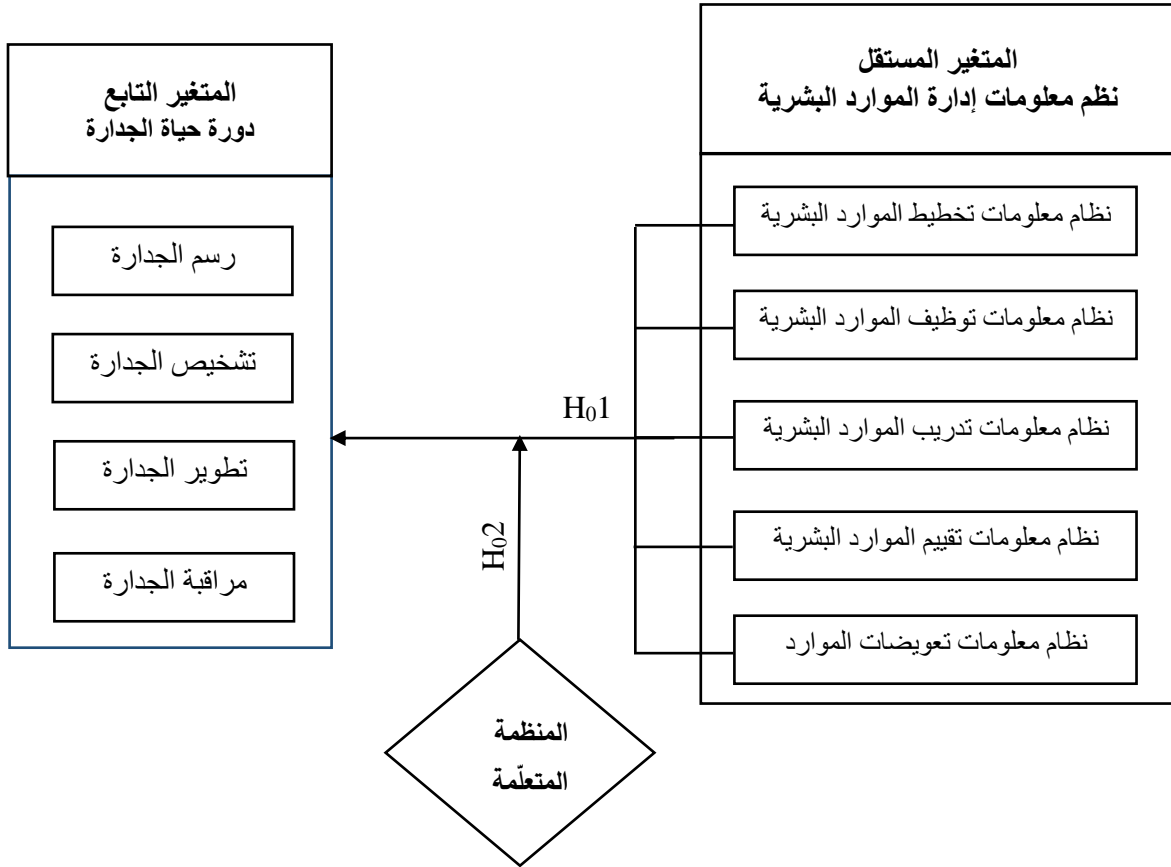 المتغير المستقل
نظم معلومات إدارة الموارد البشرية
نظام معلومات تخطيط الموارد البشرية
نظام معلومات توظيف الموارد البشرية
نظام معلومات تدريب الموارد البشرية
نظام معلومات تقييم الموارد البشرية
نظام معلومات تعويضات الموارد
H₀1
H₀2
المنظمة
المتعلّمة
المتغير التابع
دورة حياة الجدارة
رسم الجدارة
تشخيص الجدارة
تطوير الجدارة
مراقبة الجدارة